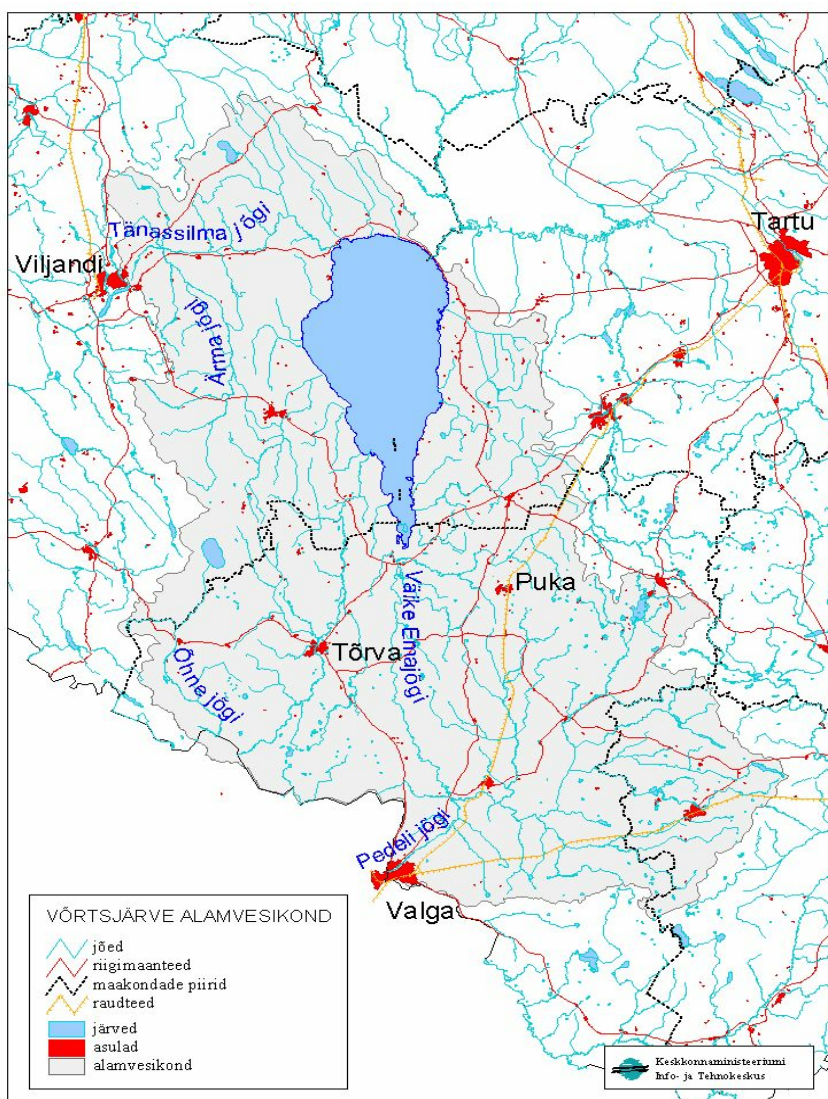 Tartu
Tänassilma jõgi
Viljandi
Ärma jõgi
Väike Emajõgi
Puka
Tõrva
Õhne jõgi
Pedeli jõgi
Valga
VÕRTSJÄRVE ALAMVESIKOND
jõed
riigimaanteed
maakondade piirid
raudteed
järved
asulad
alamvesikond
Keskkonnaministeeriumi
Info- ja Tehnokeskus